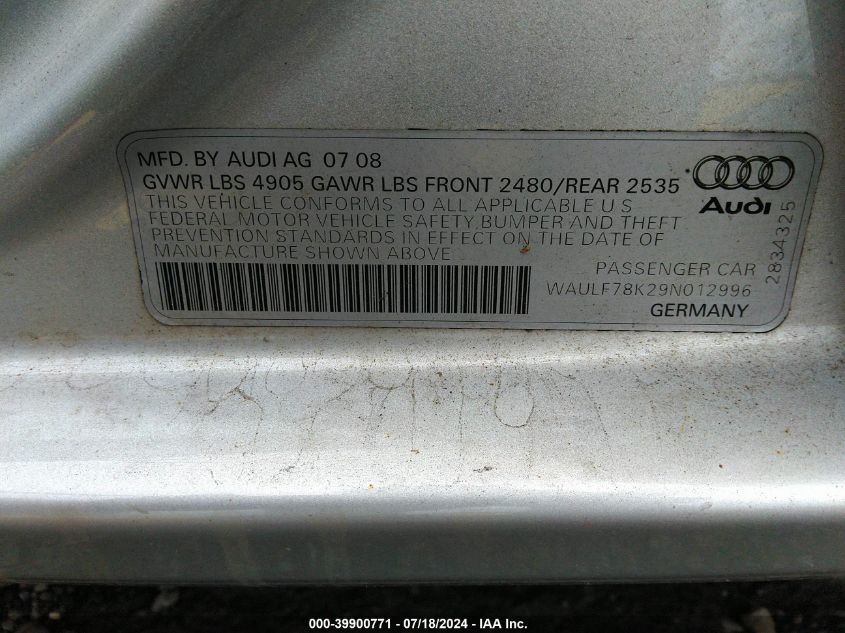 MFD. BY AUDI AG 07 08
GVWR LBS 4905 GAWR LBS FRONT 2480/REAR 2535
THIS VEHICLE CONFORMS TO ALL APPLICABLE U S
FEDERAL MOTOR VEHICLE SAFETY,BUMPER AND THEFT
PREVENTION STANDARDS IN EFFECT ON THE DATE OF
MANUFACTURE SHOWN ABOVE
Audi
2834325
PASSENGER CAR
WAULF78K29N012996
GERMANY
000-39900771 - 07/18/2024 - IAA Inc.